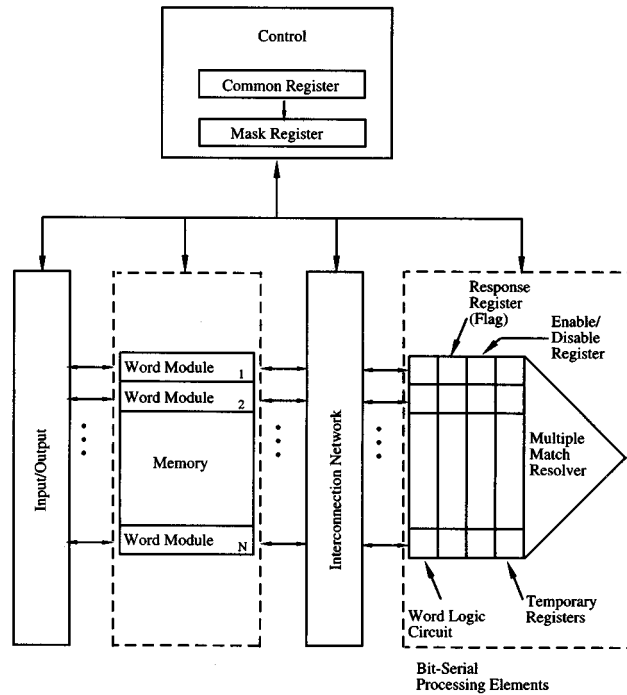 Control
Common Register
Mask Register
Response
Register
(Flag)
Enable/
Disable
Register
Word Module 1
Word Module 2
Memory
Word Module N
Input/Output
Interconnection Network
Multiple
Match
Resolver
Word Logic
Circuit
Temporary
Registers
Bit-Serial
Processing Elements